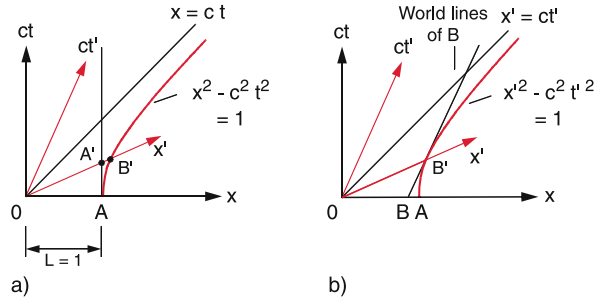 ct
x = c t
ct'
x² - c² t²
= 1
A'
B'
x'
0
A
x
L = 1
a)
ct
World lines
of B
x' = ct'
ct'
x'² - c² t'²
= 1
B'
x'
0
B A
x
b)